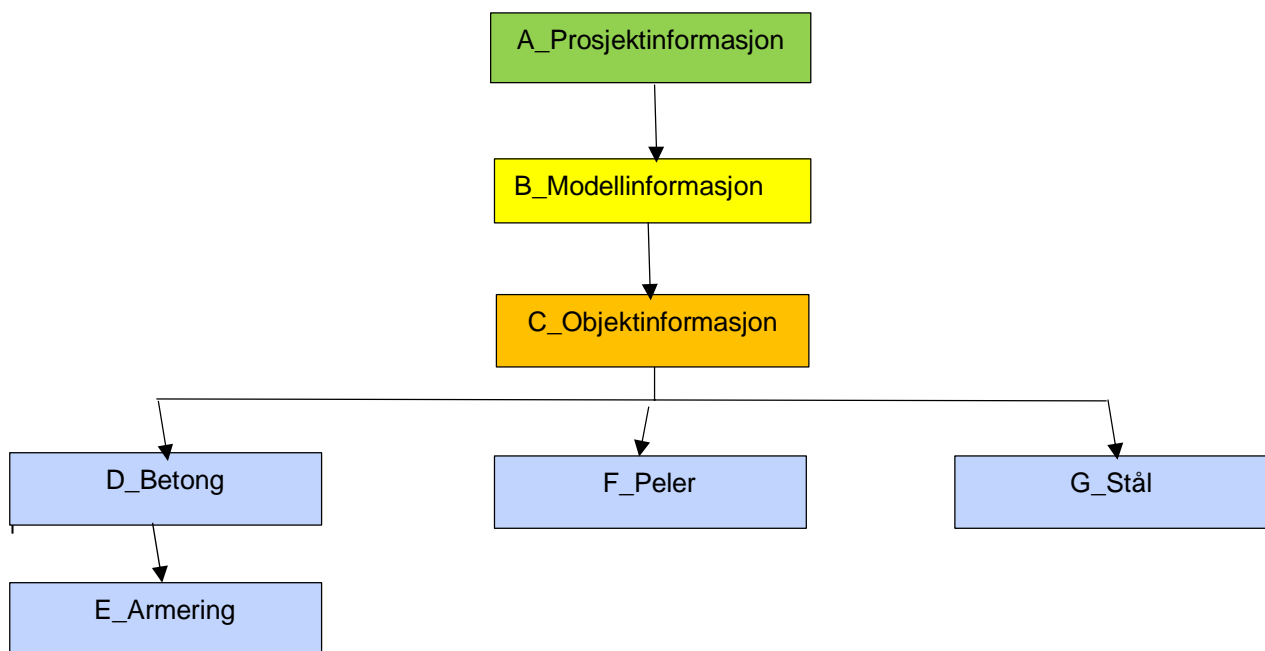 A_Prosjektinformasjon
B_Modellinformasjon
C_Objektinformasjon
D_Betong
F_Peler
G_Stål
E_Armering